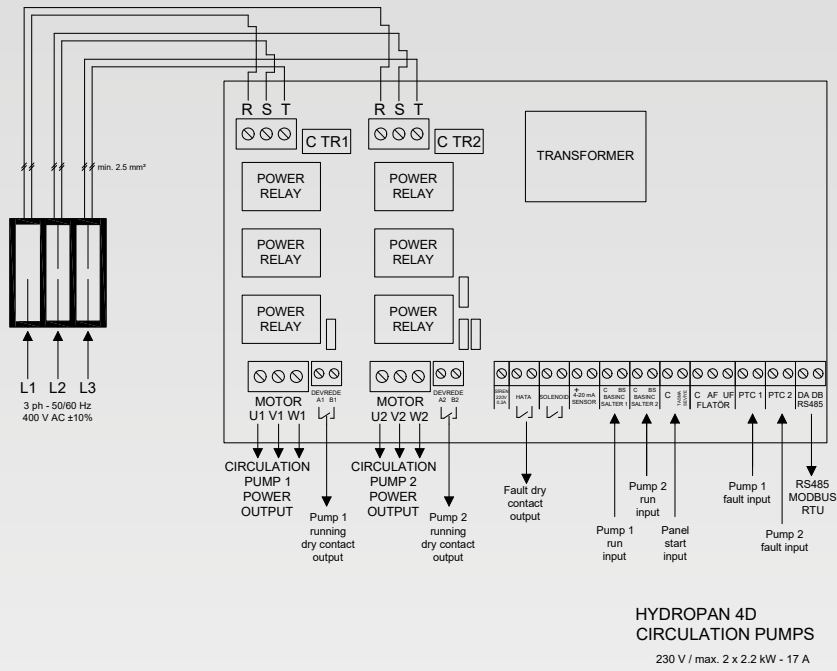 R S T
R S T
C TR1
C TR2
TRANSFORMER
min. 2.5 mm²
POWER
RELAY
POWER
RELAY
POWER
RELAY
POWER
RELAY
POWER
RELAY
POWER
RELAY
L1 L2 L3
3 ph - 50/60 Hz
400 V AC ±10%
MOTOR
U1 V1 W1
DEVREDE
A1 B1
MOTOR
U2 V2 W2
DEVREDE
A2 B2
SIREN
220V
0.3A
HATA
SOLENOID
+ -
4-20 mA
SENSOR
C BS
BASINC
SALTER 1
C BS
BASINC
SALTER 2
C
C AF UF
FLATÖR
PTC 1
PTC 2
DA DB
RS485
CIRCULATION
PUMP 1
POWER
OUTPUT
Pump 1
running
dry contact
output
CIRCULATION
PUMP 2
POWER
OUTPUT
Pump 2
running
dry contact
output
Fault dry
contact
output
Pump 1
run
input
Pump 2
run
input
Panel
start
input
Pump 1
fault input
Pump 2
fault input
RS485
MODBUS
RTU
HYDROPAN 4D
CIRCULATION PUMPS
230 V / max. 2 x 2.2 kW - 17 A